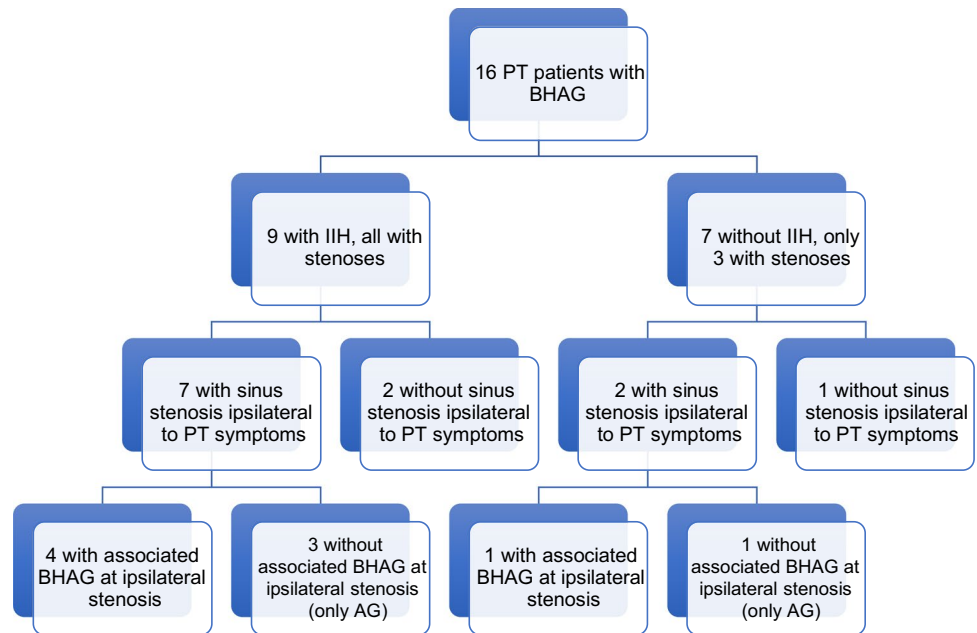 16 PT patients with
BHAG
9 with IIH, all with
stenoses
7 without IIH, only
3 with stenoses
7 with sinus
stenosis ipsilateral
to PT symptoms
2 without sinus
stenosis ipsilateral
to PT symptoms
2 with sinus
stenosis ipsilateral
to PT symptoms
1 without sinus
stenosis ipsilateral
to PT symptoms
4 with associated
BHAG at ipsilateral
stenosis
3 without
associated BHAG at
ipsilateral stenosis
(only AG)
1 with associated
BHAG at ipsilateral
stenosis
1 without
associated BHAG at
ipsilateral stenosis
(only AG)